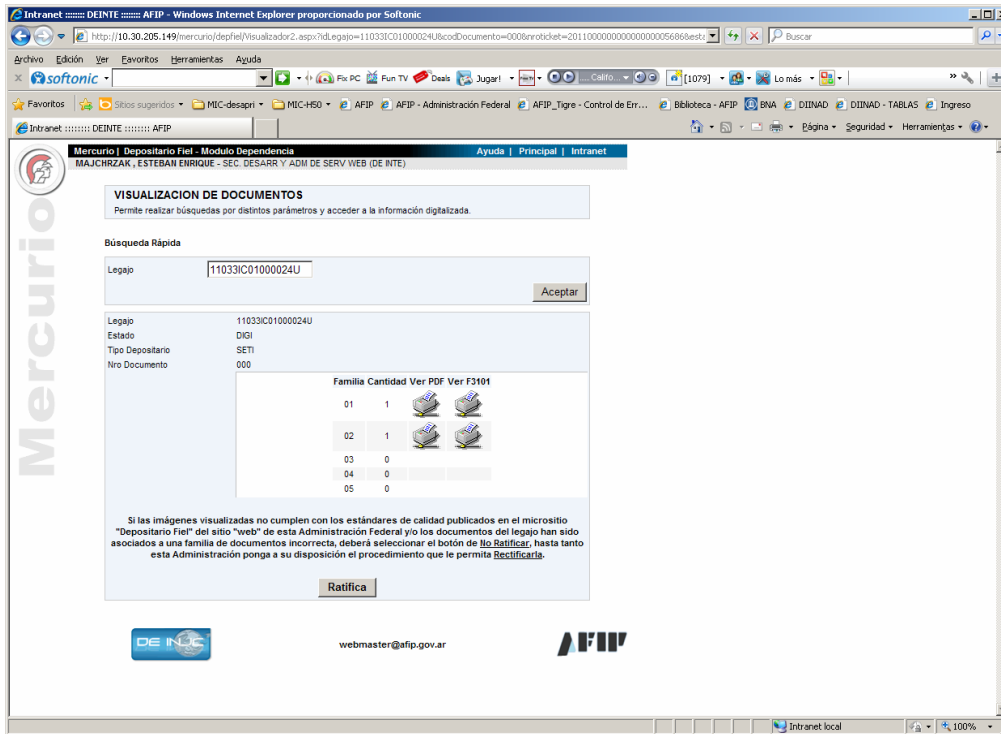 Intranet ::::::: DEINTE ::::::: AFIP - Windows Internet Explorer proporcionado por Softonic
http://10.30.205.149/mercurio/depfiel/Visualizador2.aspx?idLegajo=11033IC01000024U&codDocumento=000&nroticket=
Buscar
Archivo Edición Ver Favoritos Herramientas Ayuda
softonic Fix PC Fun TV Deals Jugar! Califo... [1079] Lo más
Favoritos Sitios sugeridos MIC-desapri MIC-H50 AFIP AFIP - Administración Federal AFIP_Tigre - Control de Err... Biblioteca - AFIP BNA DIINAD DIINAD - TABLAS Ingreso
Intranet ::::::::: DEINTE ::::::::: AFIP
Página Seguridad Herramientas
Mercurio | Depositario Fiel - Modulo Dependencia Ayuda | Principal | Intranet
MAJCHRZAK , ESTEBAN ENRIQUE - SEC. DESARR Y ADM DE SERV WEB (DE INTE)
Mercurio
VISUALIZACION DE DOCUMENTOS
Permite realizar búsquedas por distintos parámetros y acceder a la información digitalizada.
Búsqueda Rápida
Legajo 11033IC01000024U
Aceptar
Legajo 11033IC01000024U
Estado DIGI
Tipo Depositario SETI
Nro Documento 000
Familia Cantidad Ver PDF Ver F3101
01 1
02 1
03 0
04 0
05 0
Si las imágenes visualizadas no cumplen con los estándares de calidad publicados en el micrositio
"Depositario Fiel" del sitio "web" de esta Administración Federal y/o los documentos del legajo han sido
asociados a una familia de documentos incorrecta, deberá seleccionar el botón de No Ratificar, hasta tanto
esta Administración ponga a su disposición el procedimiento que le permita Rectificarla.
Ratifica
webmaster@afip.gov.ar
AFIP
Intranet local 100%